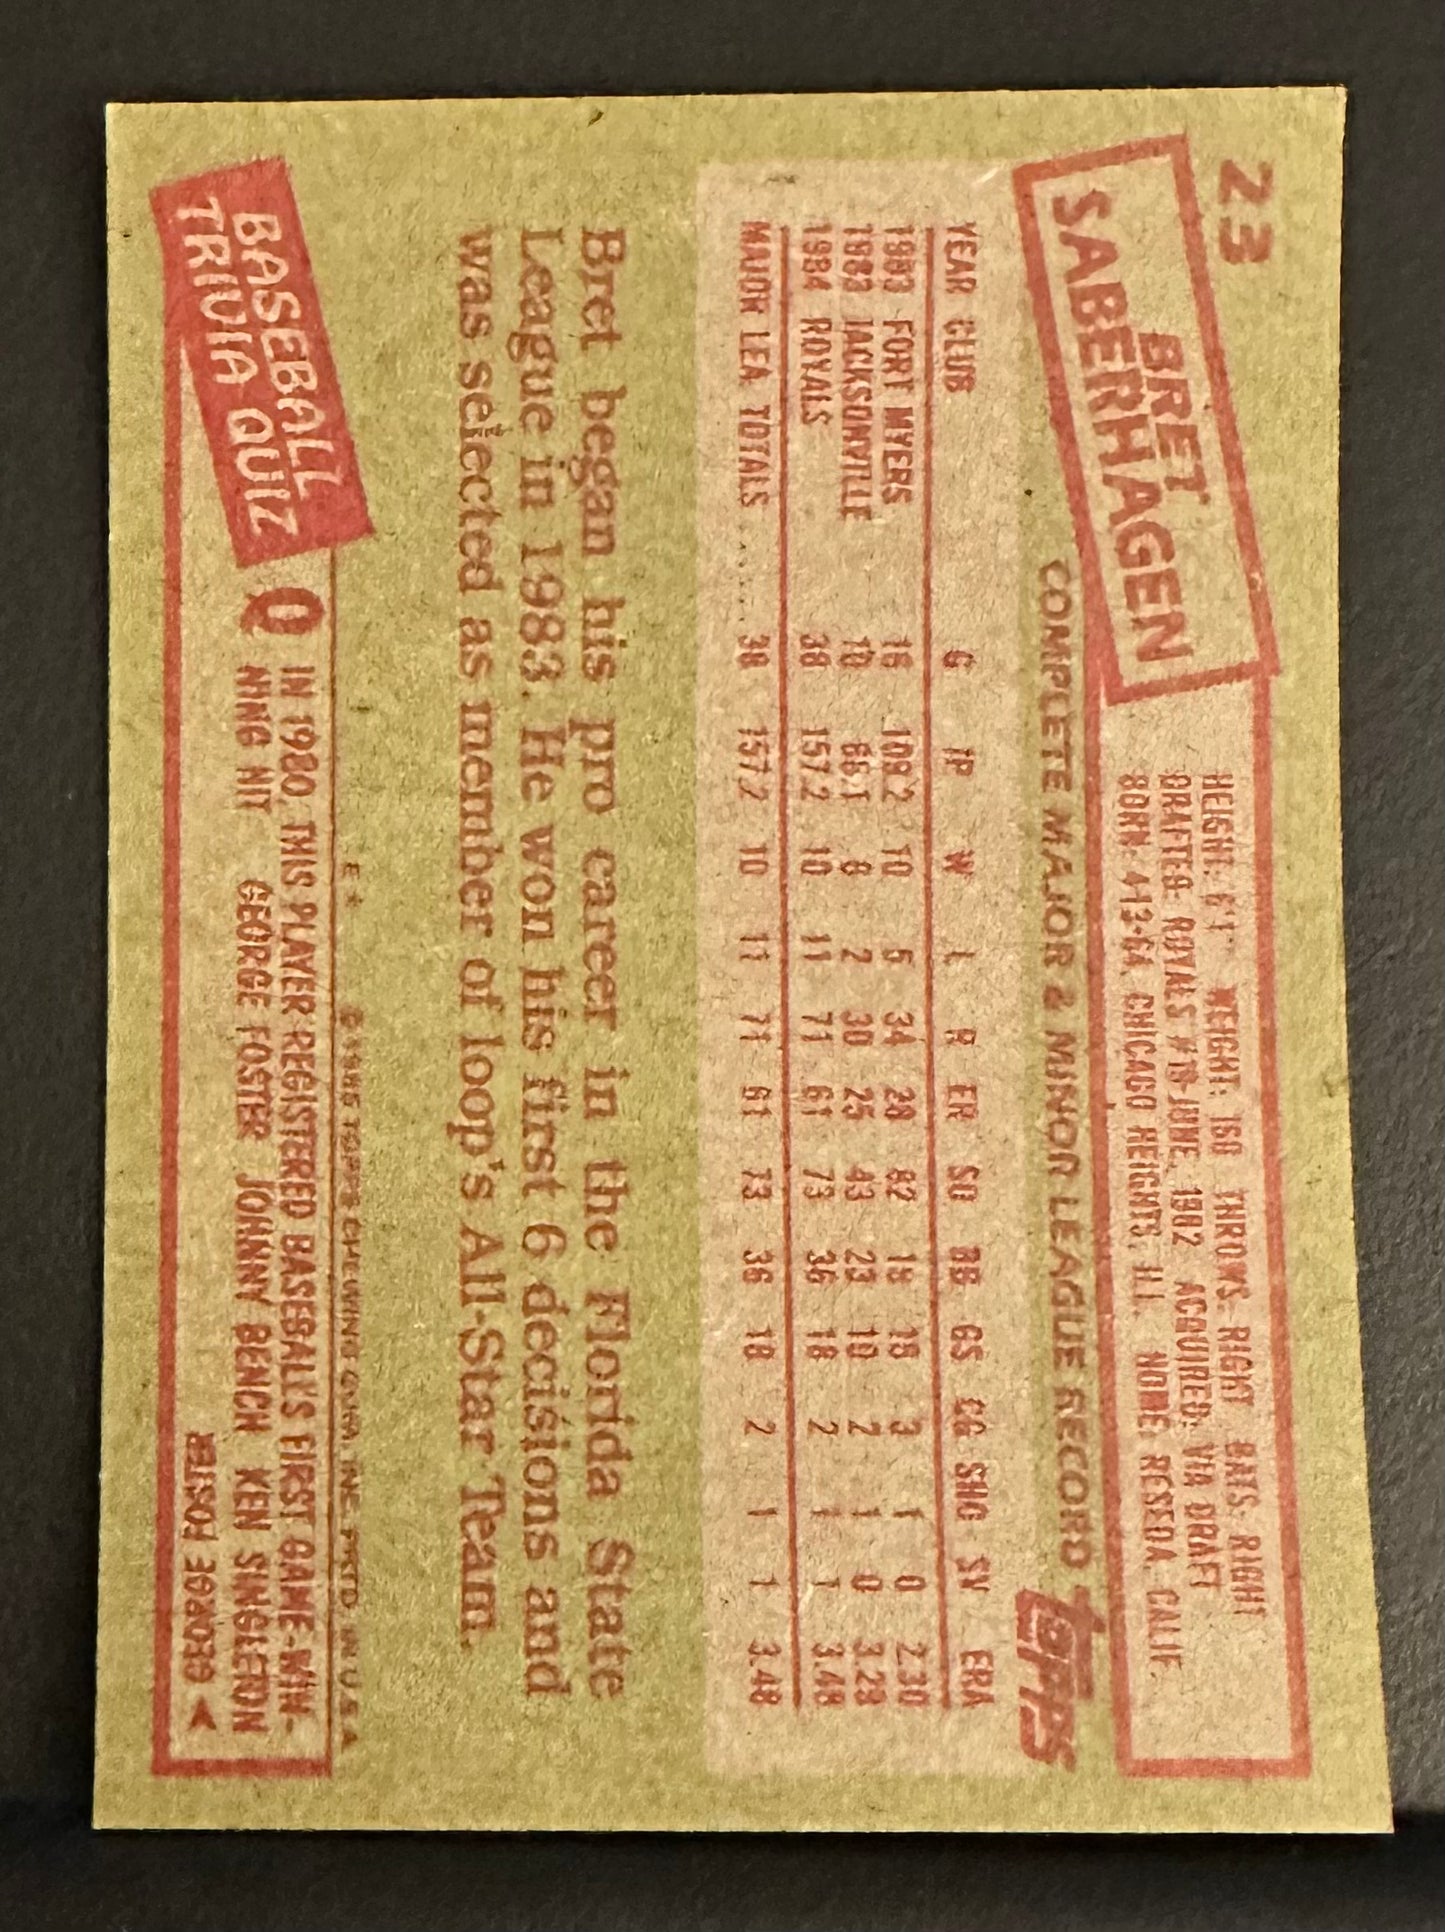 23
BRET
SABERHAGEN
HEIGHT: 6'1" WEIGHT: 160 THROWS: RIGHT BATS: RIGHT
DRAFTED: ROYALS #19-JUNE, 1982 ACQUIRED: VIA DRAFT
BORN: 4-13-64, CHICAGO HEIGHTS, ILL. HOME: RESEDA, CALIF.
COMPLETE MAJOR & MINOR LEAGUE RECORD
topps
YEAR CLUB G IP W L R ER SO BB GS CG SHO SV ERA
1983 FORT MYERS 16 109.2 10 5 34 28 82 19 15 3 1 0 2.30
1983 JACKSONVILLE 10 66.1 6 2 30 25 43 23 10 2 1 0 3.29
1984 ROYALS 38 157.2 10 11 71 61 73 36 18 2 1 1 3.48
MAJOR LEA. TOTALS ..... 38 157.2 10 11 71 61 73 36 18 2 1 1 3.48
Bret began his pro career in the Florida State
League in 1983. He won his first 6 decisions and
was selected as member of loop's All-Star Team.
E* © 1985 TOPPS CHEWING GUM, INC. PRTD. IN U.S.A.
BASEBALL
TRIVIA QUIZ
Q IN 1980, THIS PLAYER REGISTERED BASEBALL'S FIRST GAME-WIN-
NING HIT GEORGE FOSTER JOHNNY BENCH KEN SINGLETON
GEORGE FOSTER A